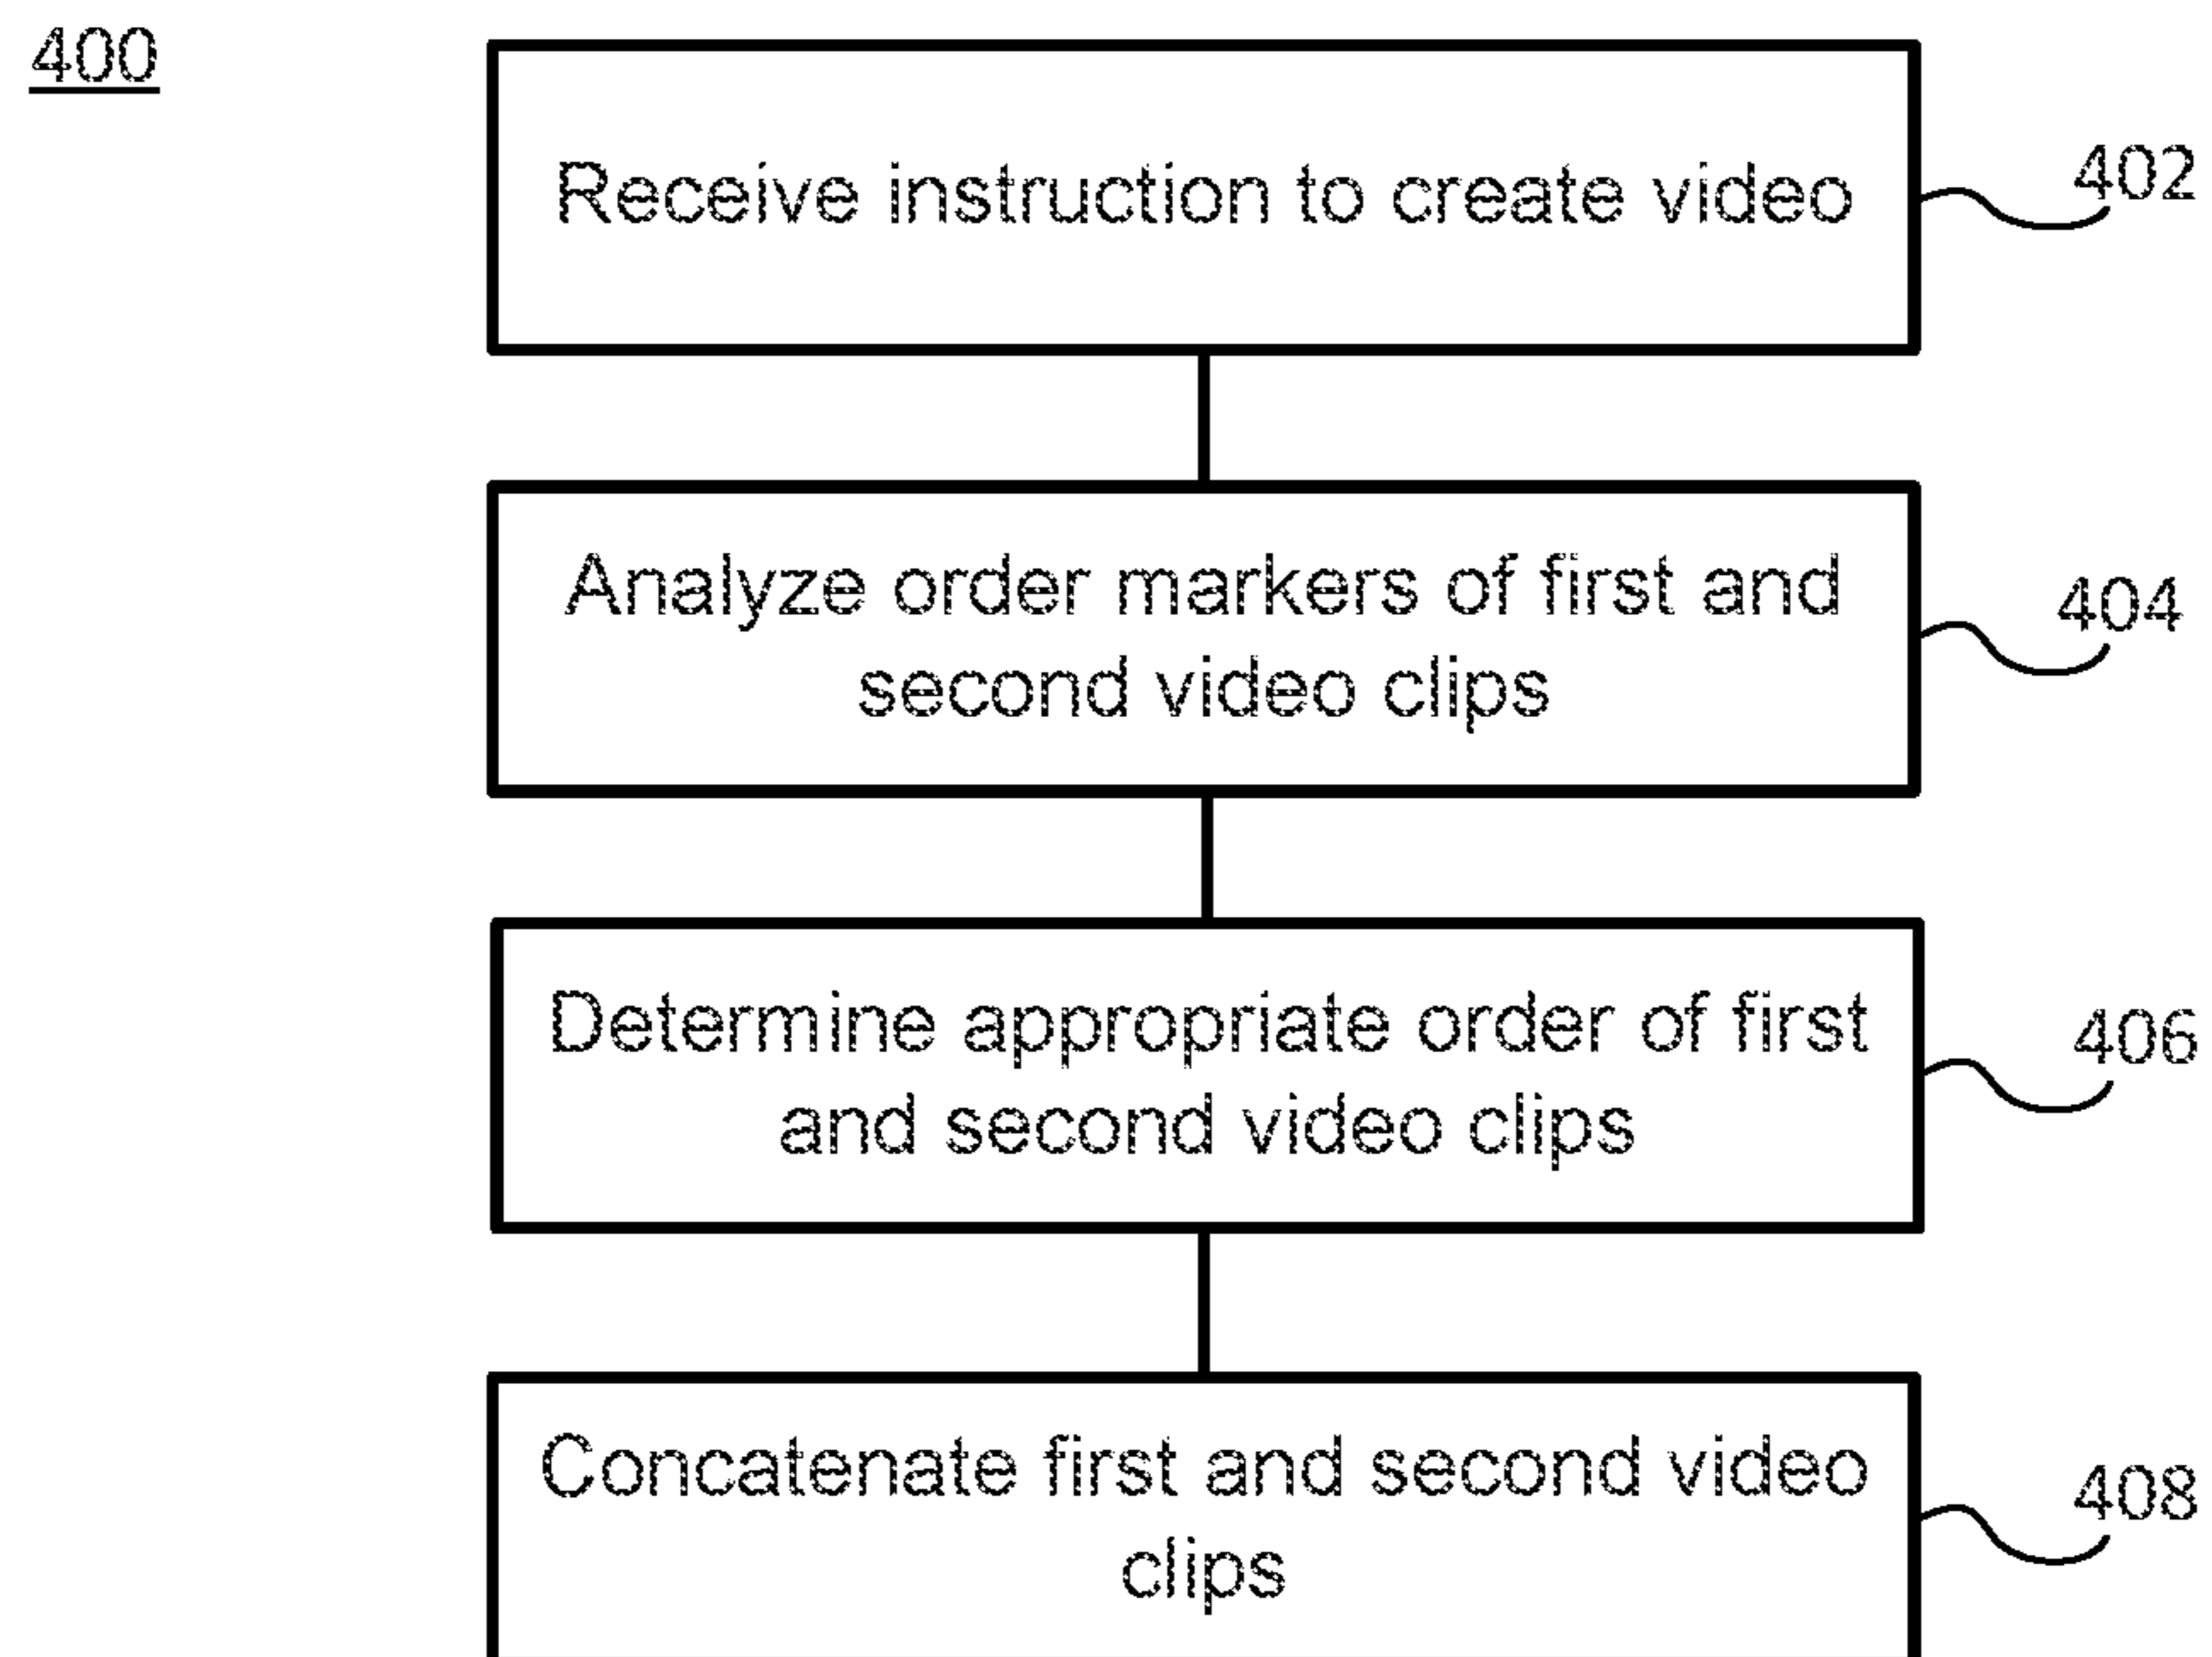 400
Receive instruction to create video
402
Analyze order markers of first and
second video clips
404
Determine appropriate order of first
and second video clips
406
Concatenate first and second video
clips
408